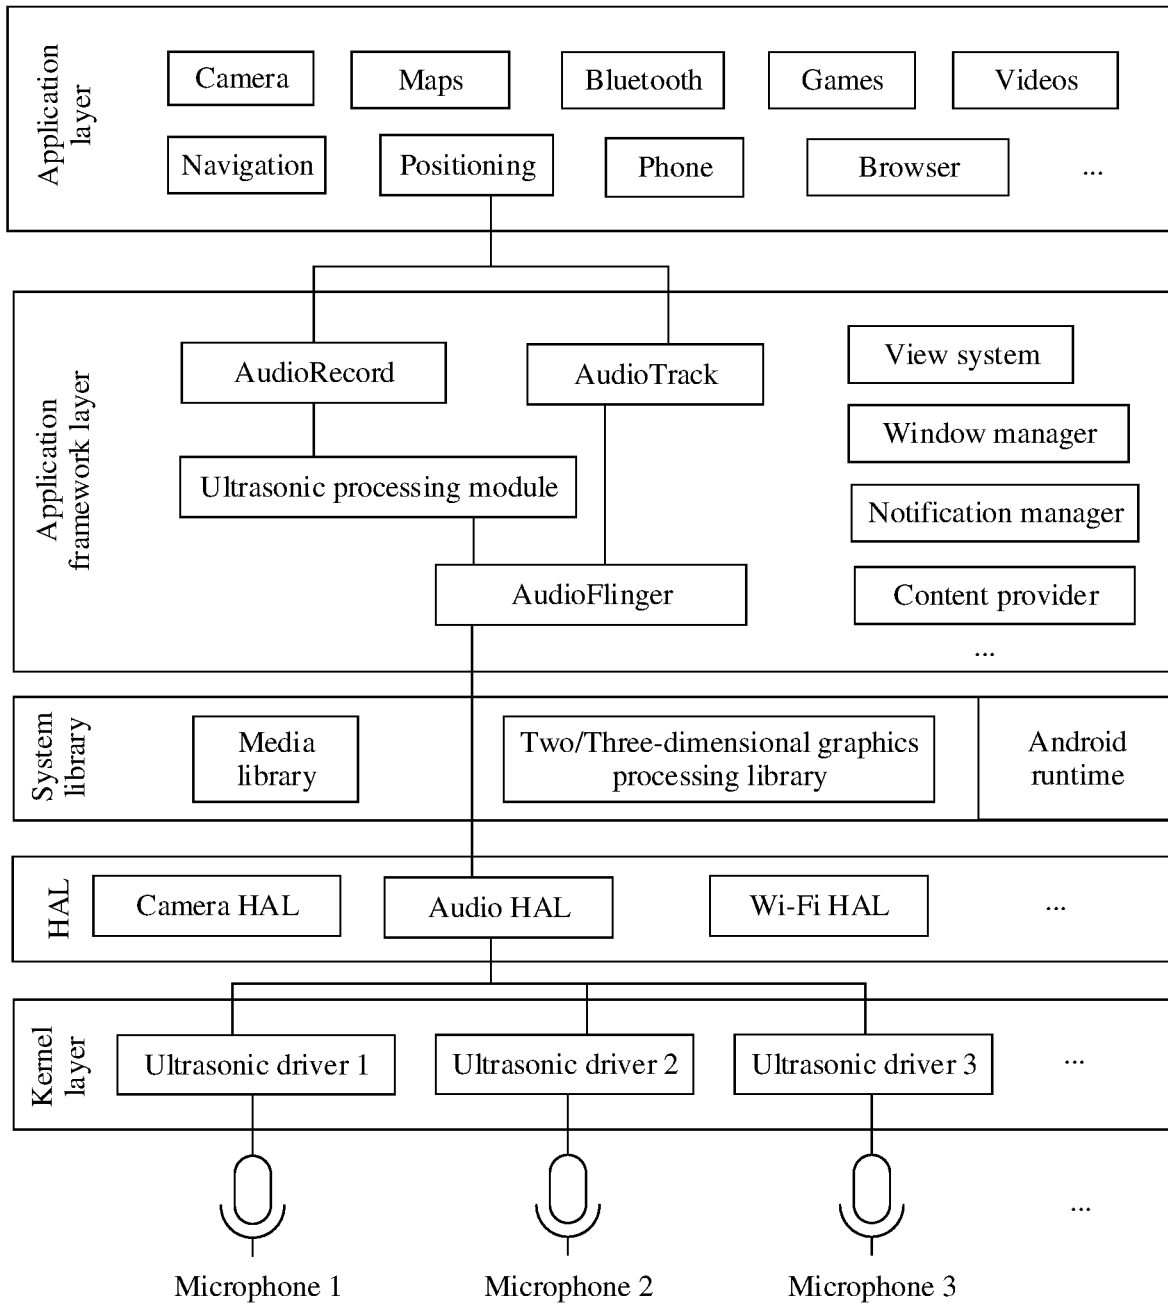 Application
layer
Camera
Maps
Bluetooth
Games
Videos
Navigation
Positioning
Phone
Browser
...
Application
framework layer
AudioRecord
AudioTrack
View system
Window manager
Ultrasonic processing module
Notification manager
AudioFlinger
Content provider
...
System
library
Media
library
Two/Three-dimensional graphics
processing library
Android
runtime
HAL
Camera HAL
Audio HAL
Wi-Fi HAL
...
Kernel
layer
Ultrasonic driver 1
Ultrasonic driver 2
Ultrasonic driver 3
...
...
Microphone 1
Microphone 2
Microphone 3